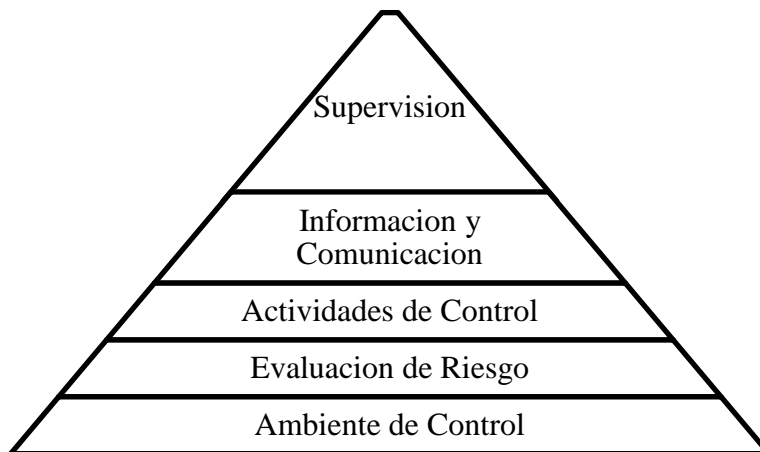 Supervision
Informacion y
Comunicacion
Actividades de Control
Evaluacion de Riesgo
Ambiente de Control